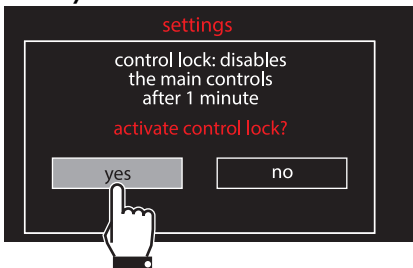 settings
control lock: disables
the main controls
after 1 minute
activate control lock?
yes no